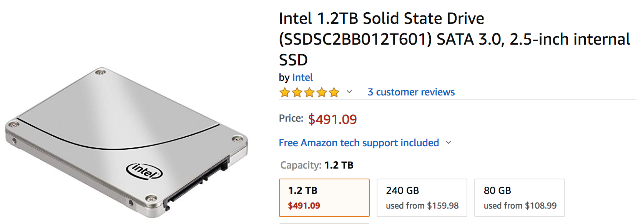 Intel 1.2TB Solid State Drive
(SSDSC2BB012T601) SATA 3.0, 2.5-inch internal
SSD
by Intel
3 customer reviews
Price: $491.09
Free Amazon tech support included
Capacity: 1.2 TB
1.2 TB 240 GB 80 GB
$491.09 used from $159.98 used from $108.99
intel